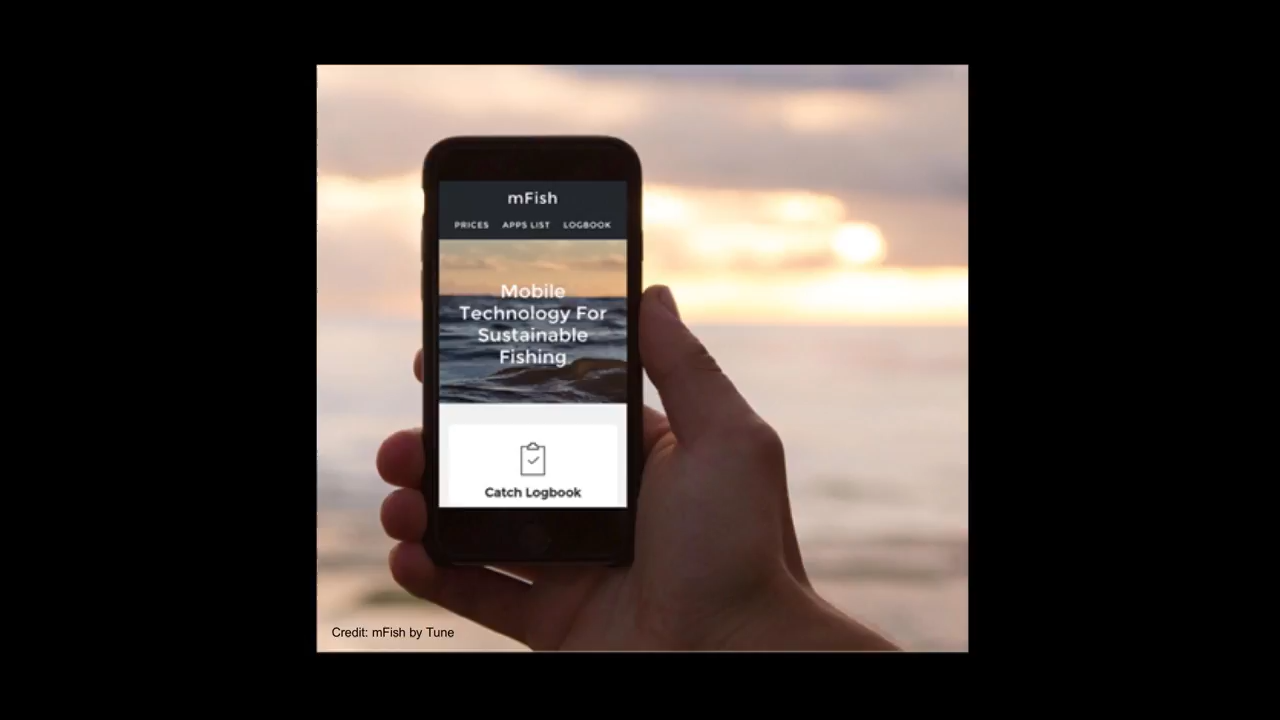 mFish
PRICES APPS LIST LOGBOOK
Mobile
Technology For
Sustainable
Fishing
Catch Logbook
Credit: mFish by Tune